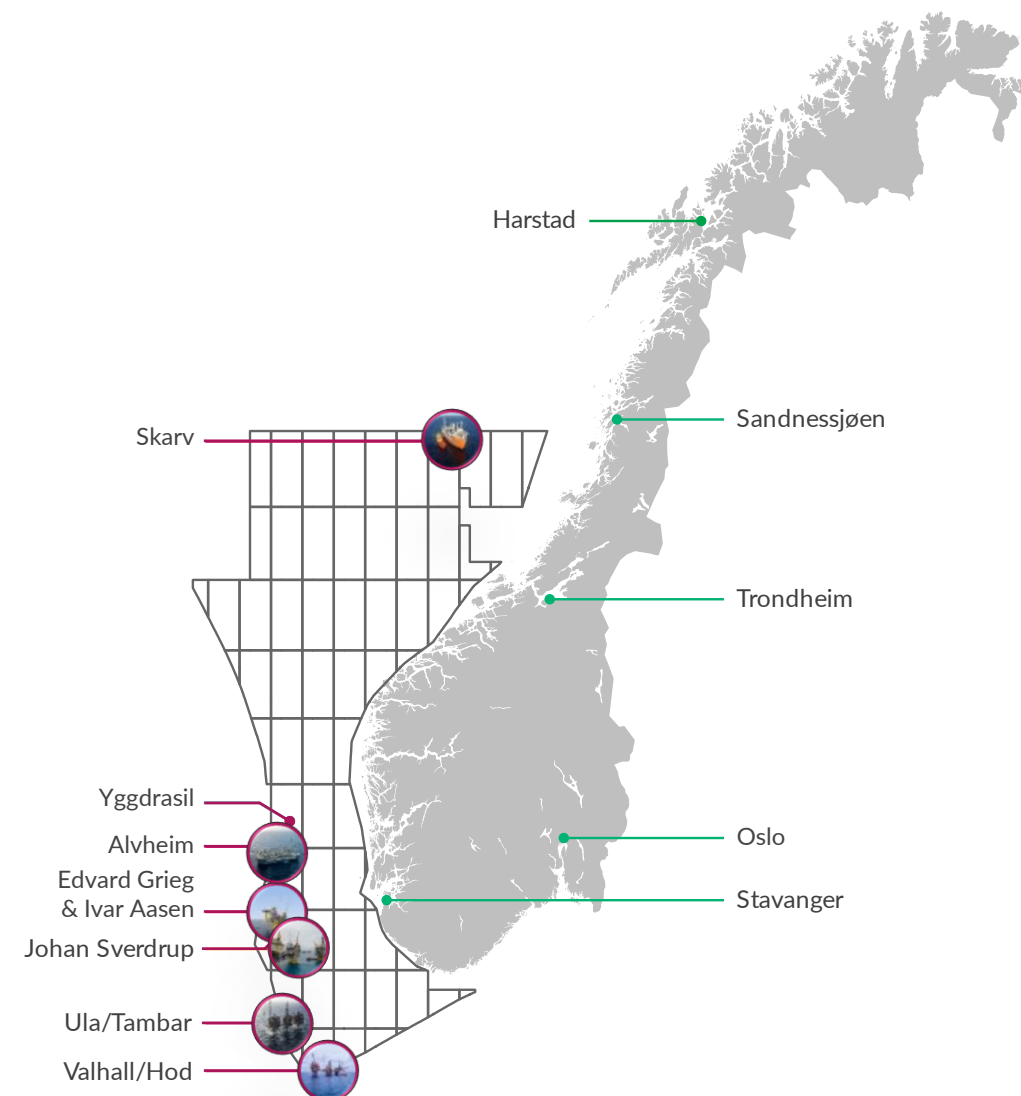 Harstad
Sandnessjøen
Skarv
Trondheim
Yggdrasil
Alvheim
Oslo
Edvard Grieg
& Ivar Aasen
Stavanger
Johan Sverdrup
Ula/Tambar
Valhall/Hod